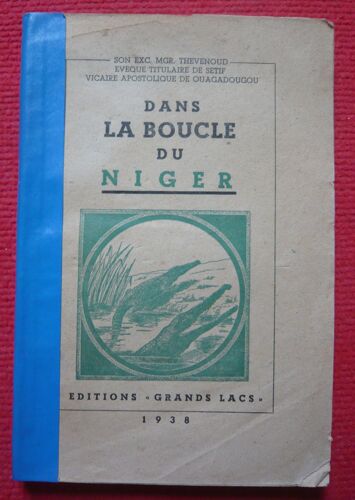 SON EXC. MGR. THEVENOUD
EVEQUE TITULAIRE DE SETIF
VICAIRE APOSTOLIQUE DE OUAGADOUGOU
DANS
LA BOUCLE
DU
NIGER
EDITIONS « GRANDS LACS »
1938